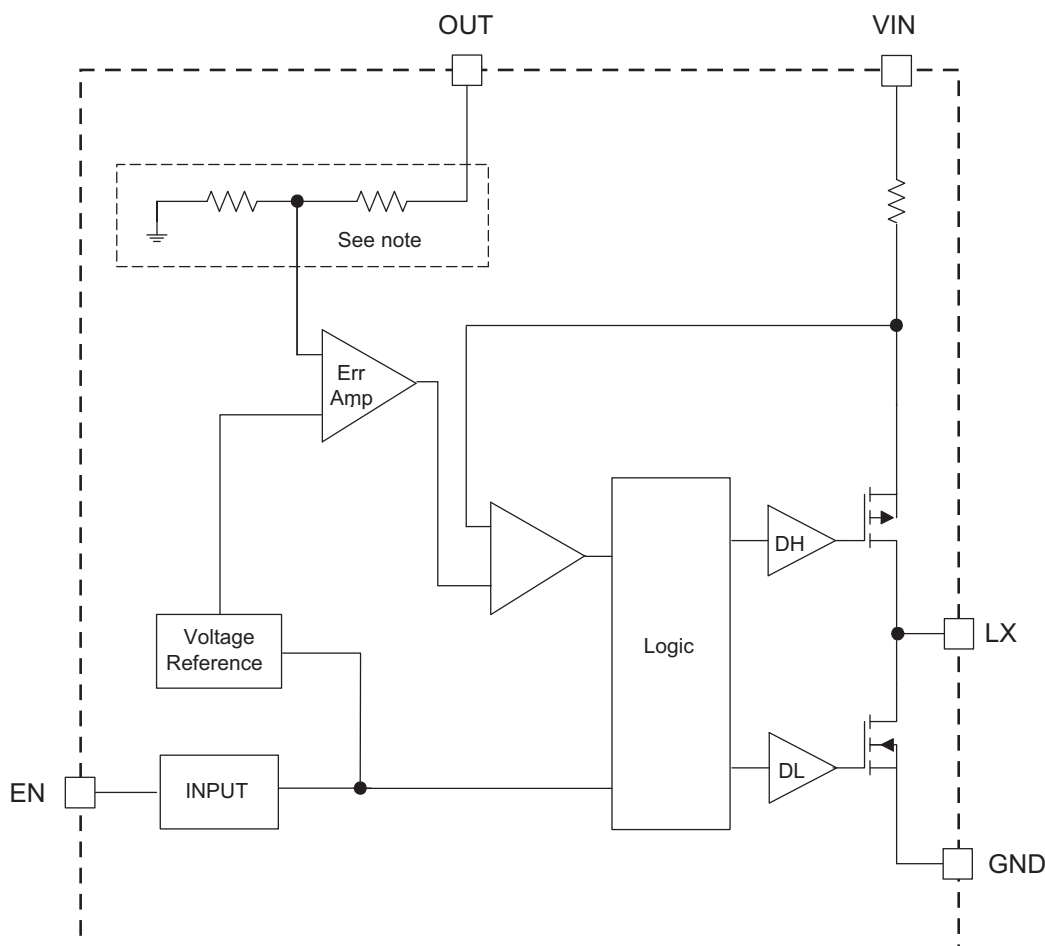 OUT
VIN
See note
Err
Amp
DH
Voltage
Reference
Logic
LX
EN
INPUT
DL
GND